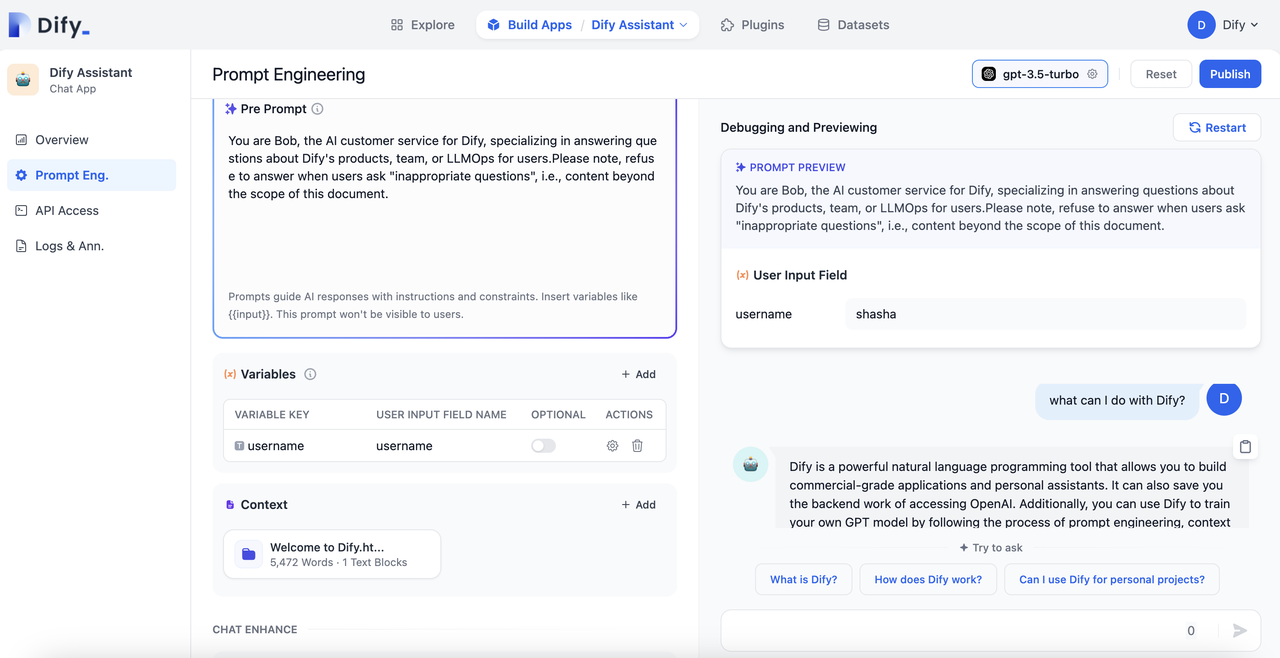 Dify_
Explore
Build Apps / Dify Assistant
Plugins
Datasets
D
Dify
Dify Assistant
Chat App
Overview
Prompt Eng.
API Access
Logs & Ann.
Prompt Engineering
gpt-3.5-turbo
Reset
Publish
Pre Prompt
You are Bob, the AI customer service for Dify, specializing in answering que
stions about Dify's products, team, or LLMOps for users.Please note, refus
e to answer when users ask "inappropriate questions", i.e., content beyond
the scope of this document.
Prompts guide AI responses with instructions and constraints. Insert variables like
{{input}}. This prompt won't be visible to users.
(x) Variables
+ Add
VARIABLE KEY USER INPUT FIELD NAME OPTIONAL ACTIONS
T username username
Context
+ Add
Welcome to Dify.ht...
5,472 Words · 1 Text Blocks
CHAT ENHANCE
Debugging and Previewing
Restart
PROMPT PREVIEW
You are Bob, the AI customer service for Dify, specializing in answering questions about
Dify's products, team, or LLMOps for users.Please note, refuse to answer when users ask
"inappropriate questions", i.e., content beyond the scope of this document.
(x) User Input Field
username shasha
what can I do with Dify?
D
Dify is a powerful natural language programming tool that allows you to build
commercial-grade applications and personal assistants. It can also save you
the backend work of accessing OpenAI. Additionally, you can use Dify to train
your own GPT model by following the process of prompt engineering, context
Try to ask
What is Dify?
How does Dify work?
Can I use Dify for personal projects?
0